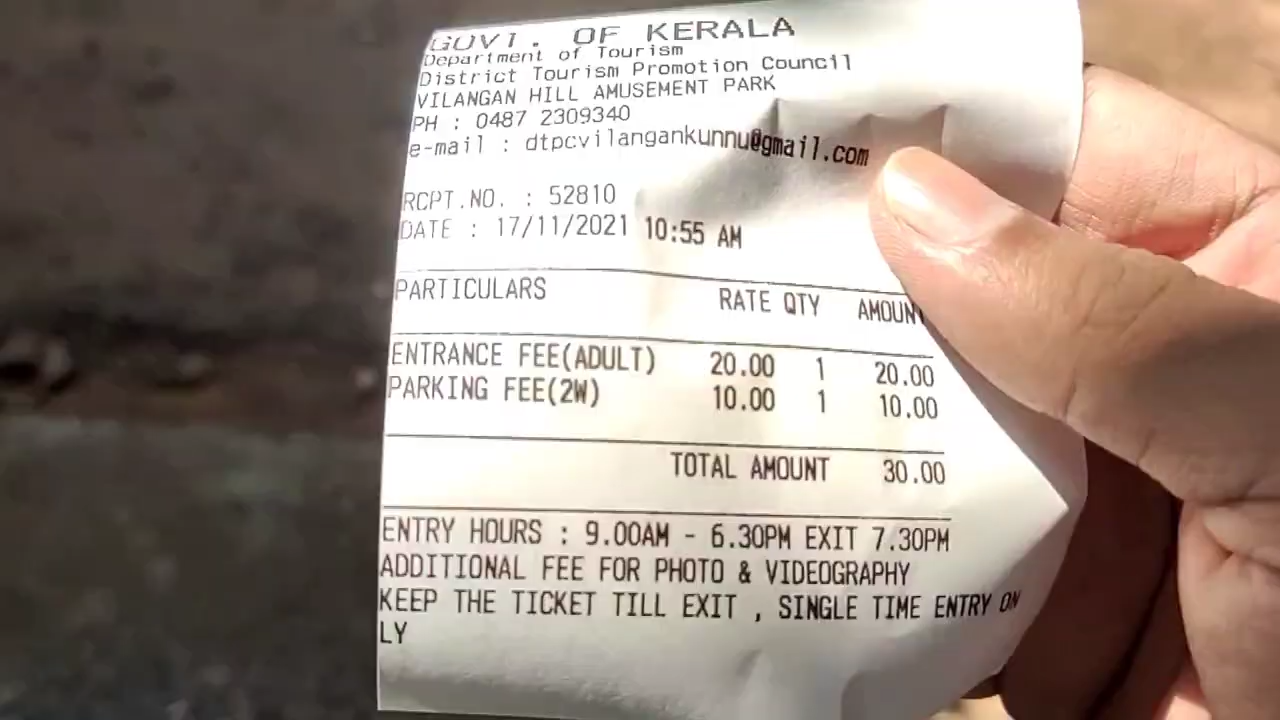 GOVT. OF KERALA
Department of Tourism
District Tourism Promotion Council
VILANGAN HILL AMUSEMENT PARK
PH : 0487 2309340
e-mail : dtpcvilangankunnu@gmail.com
RCPT.NO. : 52810
DATE : 17/11/2021 10:55 AM
PARTICULARS RATE QTY AMOUN
ENTRANCE FEE(ADULT) 20.00 1 20.00
PARKING FEE(2W) 10.00 1 10.00
TOTAL AMOUNT 30.00
ENTRY HOURS : 9.00AM - 6.30PM EXIT 7.30PM
ADDITIONAL FEE FOR PHOTO & VIDEOGRAPHY
KEEP THE TICKET TILL EXIT , SINGLE TIME ENTRY ON
LY